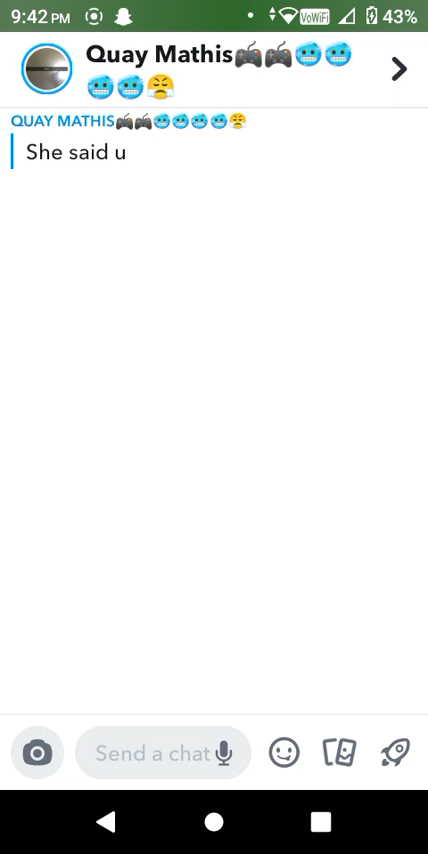 9:42 PM VoWiFi 43%
Quay Mathis🎮🎮🥶🥶
🥶🥶😤
QUAY MATHIS🎮🎮🥶🥶🥶🥶😤
She said u
Send a chat